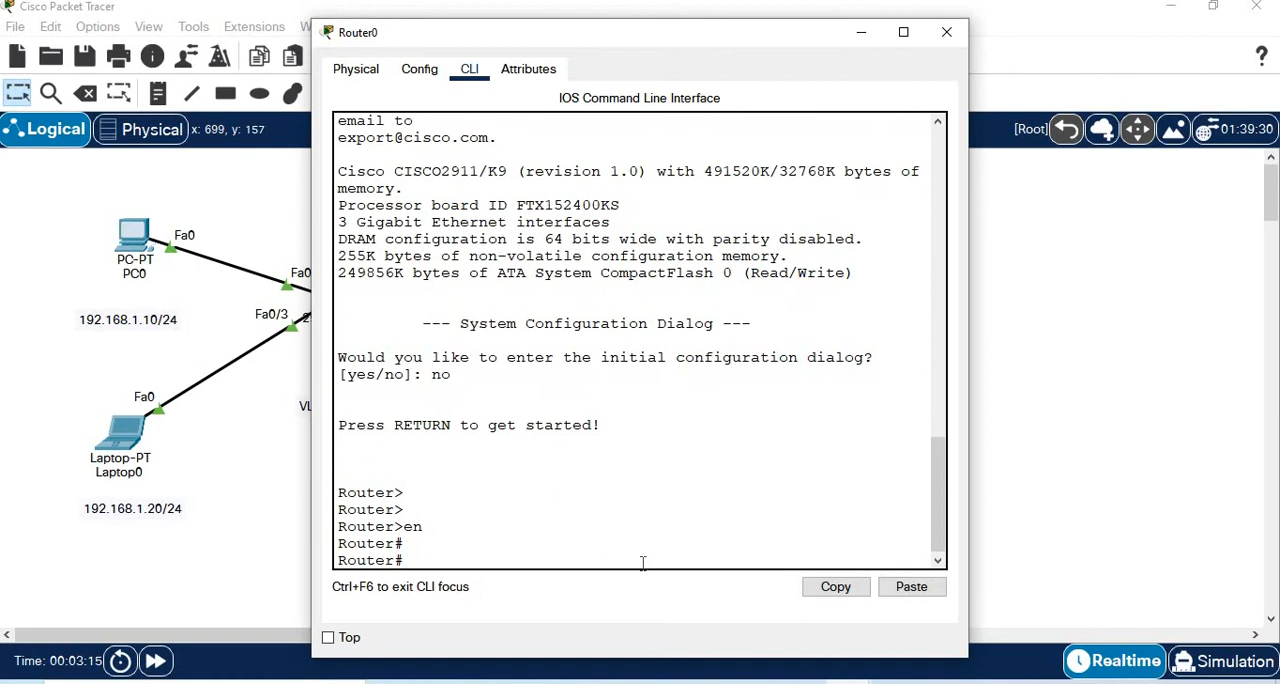 Cisco Packet Tracer
File Edit Options View Tools Extensions
Logical Physical x: 699, y: 157
[Root] 01:39:30
Fa0
PC-PT
PC0
Fa0
192.168.1.10/24
Fa0/3
Fa0
Laptop-PT
Laptop0
192.168.1.20/24
Router0
Physical Config CLI Attributes
IOS Command Line Interface
email to
export@cisco.com.
Cisco CISCO2911/K9 (revision 1.0) with 491520K/32768K bytes of
memory.
Processor board ID FTX152400KS
3 Gigabit Ethernet interfaces
DRAM configuration is 64 bits wide with parity disabled.
255K bytes of non-volatile configuration memory.
249856K bytes of ATA System CompactFlash 0 (Read/Write)
--- System Configuration Dialog ---
Would you like to enter the initial configuration dialog?
[yes/no]: no
Press RETURN to get started!
Router>
Router>
Router>en
Router#
Router#
Ctrl+F6 to exit CLI focus
Copy Paste
Top
Time: 00:03:15
Realtime Simulation